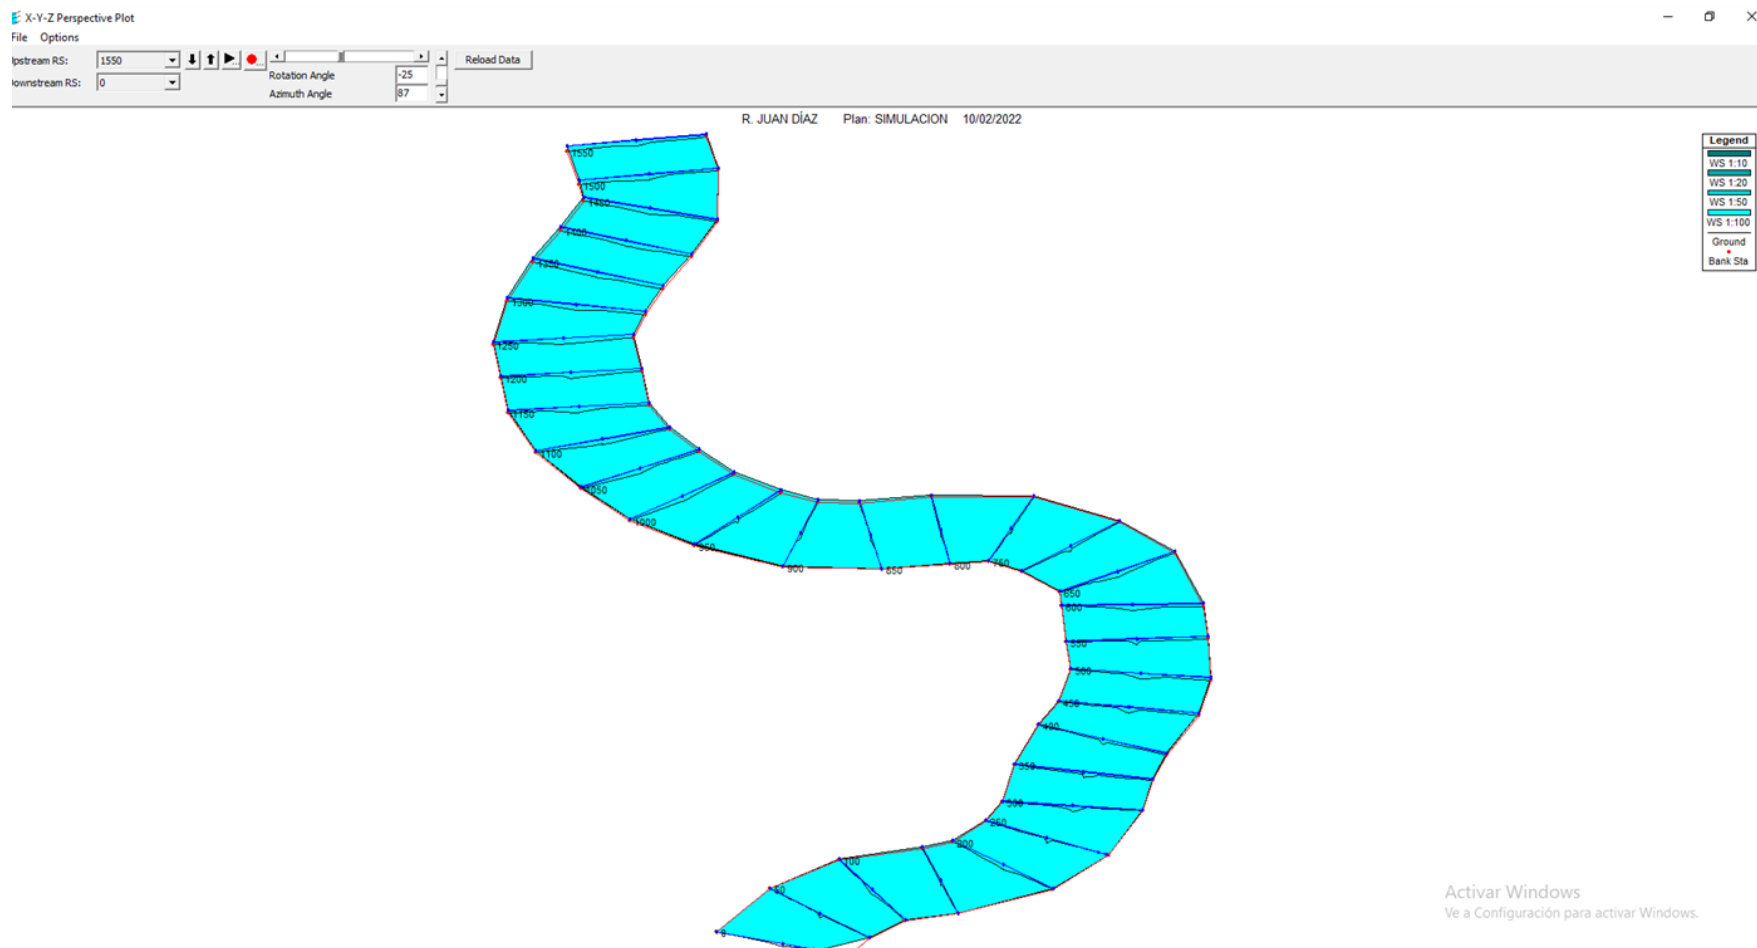 X-Y-Z Perspective Plot
File Options
Upstream RS: 1550
Downstream RS: 0
Rotation Angle -25
Azimuth Angle 87
Reload Data
R. JUAN DÍAZ Plan: SIMULACION 10/02/2022
Legend
WS 1:10
WS 1:20
WS 1:50
WS 1:100
Ground
Bank Sta
1550
1500
1450
1400
1350
1300
1250
1200
1150
1100
1050
1000
950
900
850
800
750
650
600
550
500
450
400
350
300
250
200
100
50
0
Activar Windows
Ve a Configuración para activar Windows.